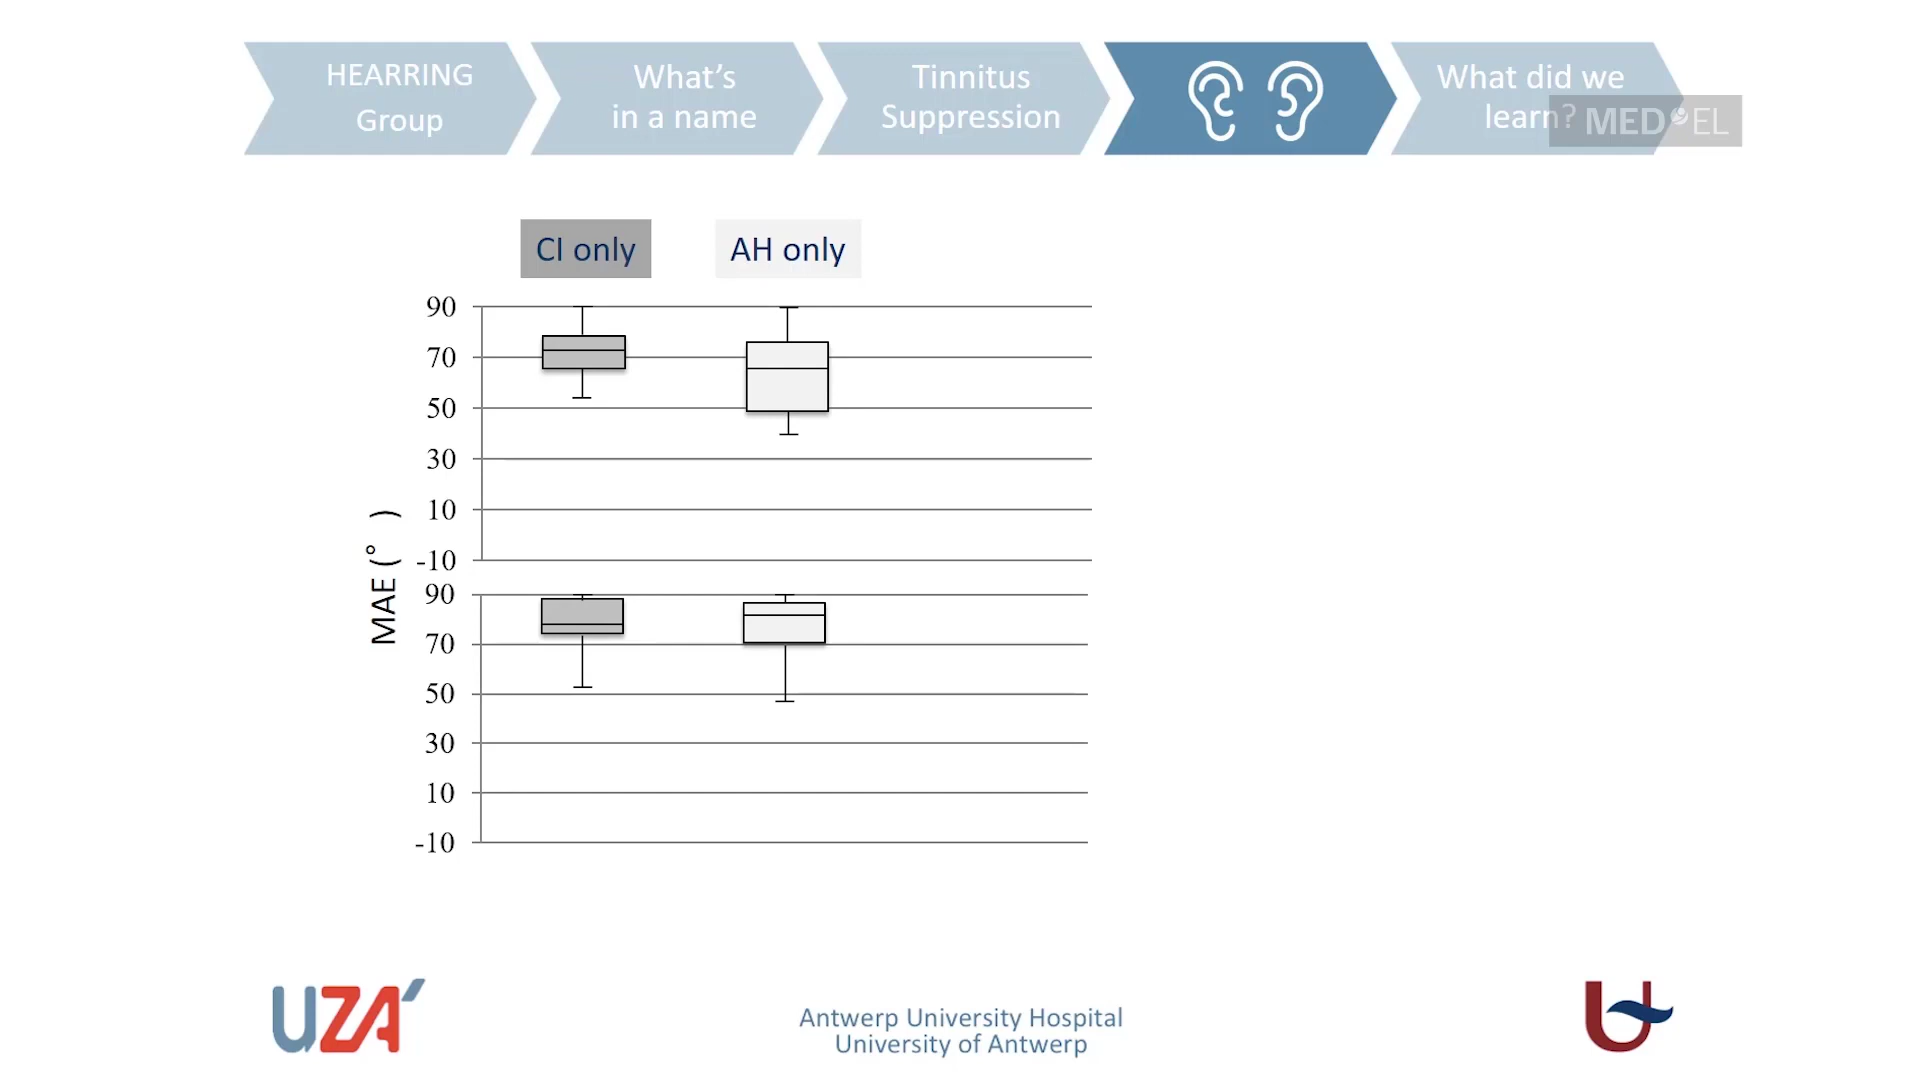 HEARRING
Group
What's
in a name
Tinnitus
Suppression
What did we
learn?
MED EL
CI only
AH only
90
70
50
30
10
-10
MAE (°)
90
70
50
30
10
-10
UZA
Antwerp University Hospital
University of Antwerp